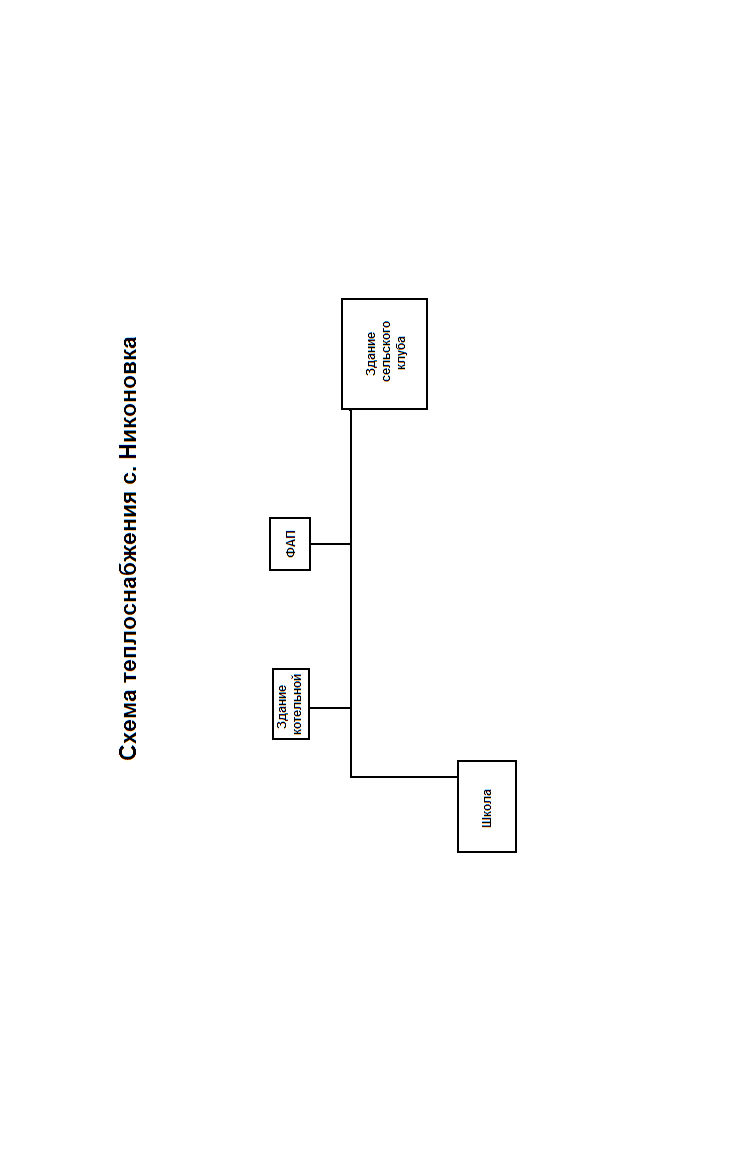 Схема теплоснабжения с. Никоновка
Школа
Здание
котельной
ФАП
Здание
сельского
клуба